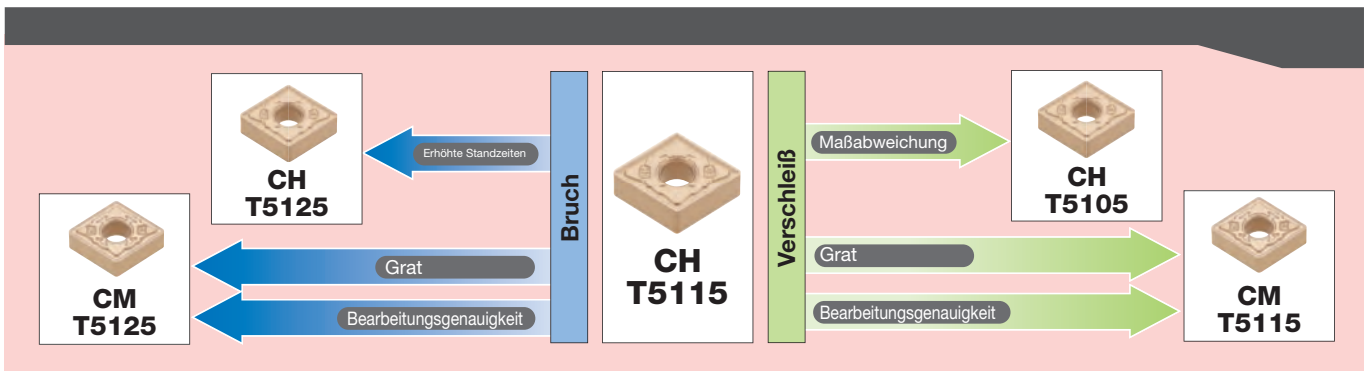 CH
T5125
CM
T5125
Erhöhte Standzeiten
Grat
Bearbeitungsgenauigkeit
Bruch
CH
T5115
Verschleiß
Maßabweichung
Grat
Bearbeitungsgenauigkeit
CH
T5105
CM
T5115